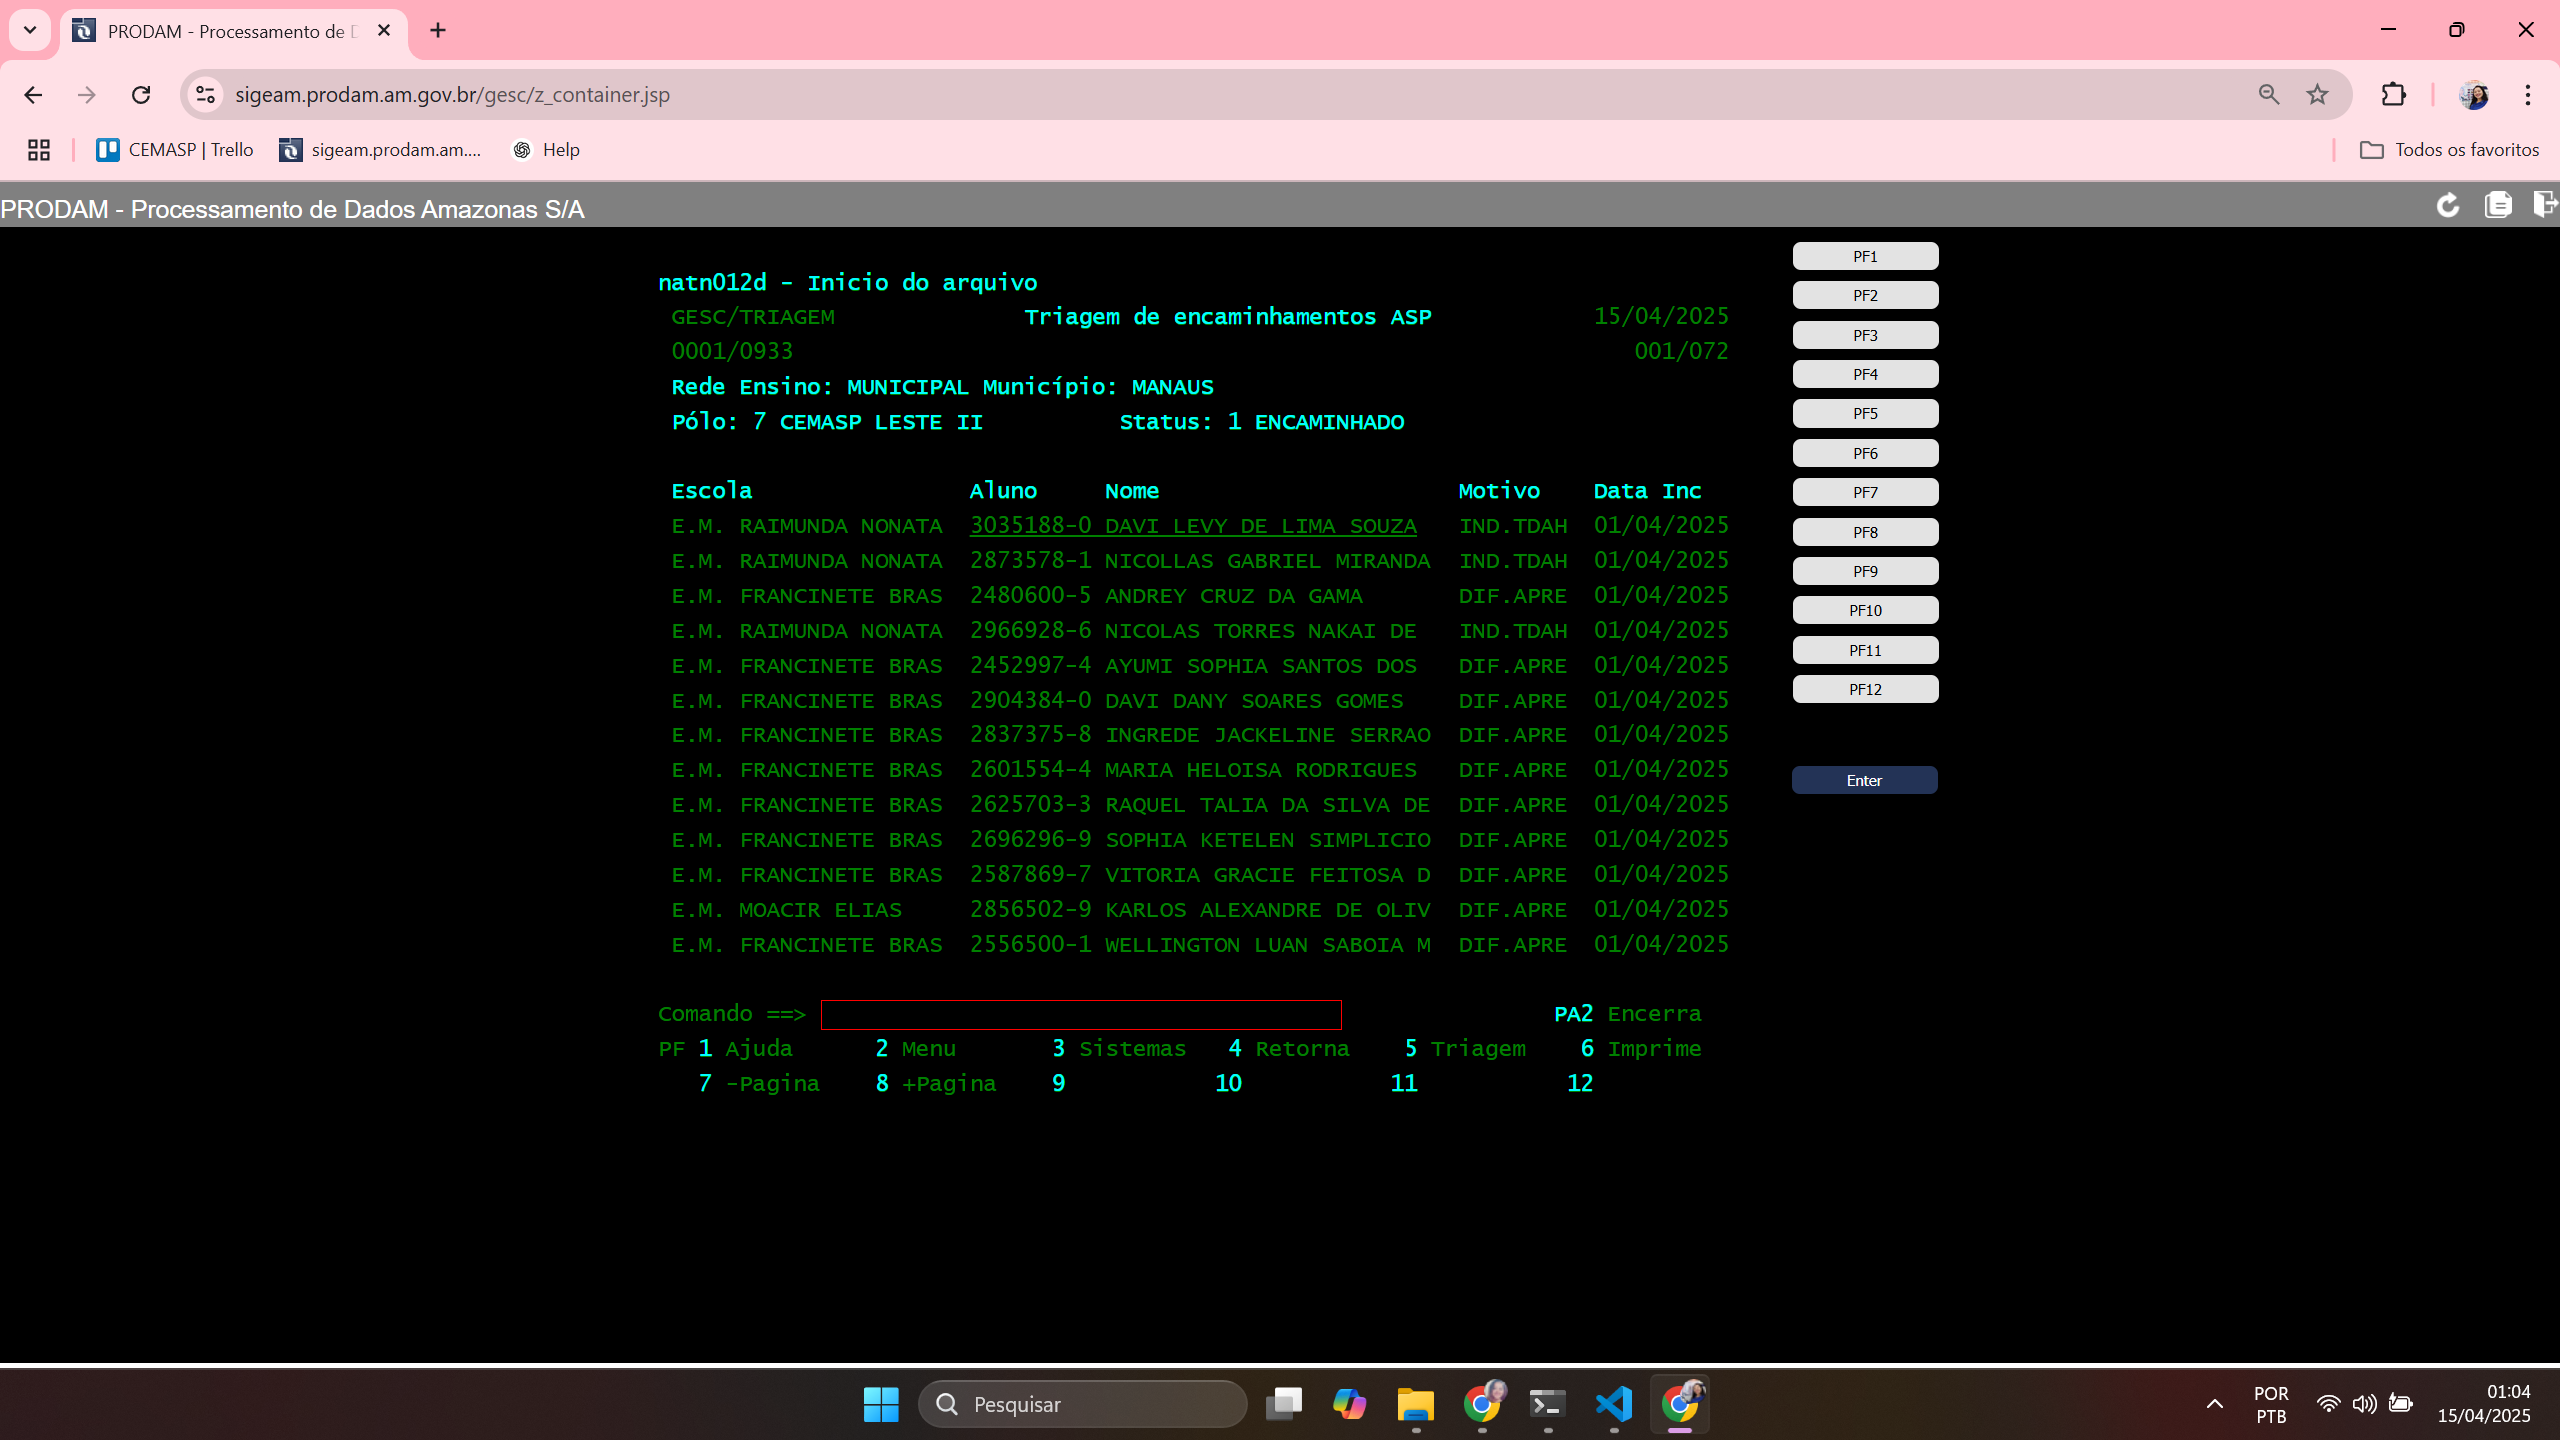 PRODAM - Processamento de D
sigeam.prodam.am.gov.br/gesc/z_container.jsp
CEMASP | Trello sigeam.prodam.am.... Help Todos os favoritos
PRODAM - Processamento de Dados Amazonas S/A
natn012d - Inicio do arquivo
GESC/TRIAGEM Triagem de encaminhamentos ASP 15/04/2025
0001/0933 001/072
Rede Ensino: MUNICIPAL Município: MANAUS
Pólo: 7 CEMASP LESTE II Status: 1 ENCAMINHADO
Escola Aluno Nome Motivo Data Inc
E.M. RAIMUNDA NONATA 3035188-0 DAVI LEVY DE LIMA SOUZA IND.TDAH 01/04/2025
E.M. RAIMUNDA NONATA 2873578-1 NICOLLAS GABRIEL MIRANDA IND.TDAH 01/04/2025
E.M. FRANCINETE BRAS 2480600-5 ANDREY CRUZ DA GAMA DIF.APRE 01/04/2025
E.M. RAIMUNDA NONATA 2966928-6 NICOLAS TORRES NAKAI DE IND.TDAH 01/04/2025
E.M. FRANCINETE BRAS 2452997-4 AYUMI SOPHIA SANTOS DOS DIF.APRE 01/04/2025
E.M. FRANCINETE BRAS 2904384-0 DAVI DANY SOARES GOMES DIF.APRE 01/04/2025
E.M. FRANCINETE BRAS 2837375-8 INGREDE JACKELINE SERRAO DIF.APRE 01/04/2025
E.M. FRANCINETE BRAS 2601554-4 MARIA HELOISA RODRIGUES DIF.APRE 01/04/2025
E.M. FRANCINETE BRAS 2625703-3 RAQUEL TALIA DA SILVA DE DIF.APRE 01/04/2025
E.M. FRANCINETE BRAS 2696296-9 SOPHIA KETELEN SIMPLICIO DIF.APRE 01/04/2025
E.M. FRANCINETE BRAS 2587869-7 VITORIA GRACIE FEITOSA D DIF.APRE 01/04/2025
E.M. MOACIR ELIAS 2856502-9 KARLOS ALEXANDRE DE OLIV DIF.APRE 01/04/2025
E.M. FRANCINETE BRAS 2556500-1 WELLINGTON LUAN SABOIA M DIF.APRE 01/04/2025
Comando ==> PA2 Encerra
PF 1 Ajuda 2 Menu 3 Sistemas 4 Retorna 5 Triagem 6 Imprime
7 -Pagina 8 +Pagina 9 10 11 12
PF1
PF2
PF3
PF4
PF5
PF6
PF7
PF8
PF9
PF10
PF11
PF12
Enter
Pesquisar
POR
PTB
01:04
15/04/2025